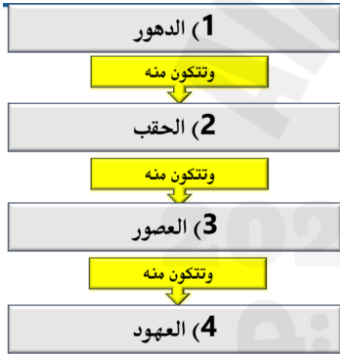 1) الدهور
وتتكون منه
2) الحقب
وتتكون منه
3) العصور
وتتكون منه
4) العهود